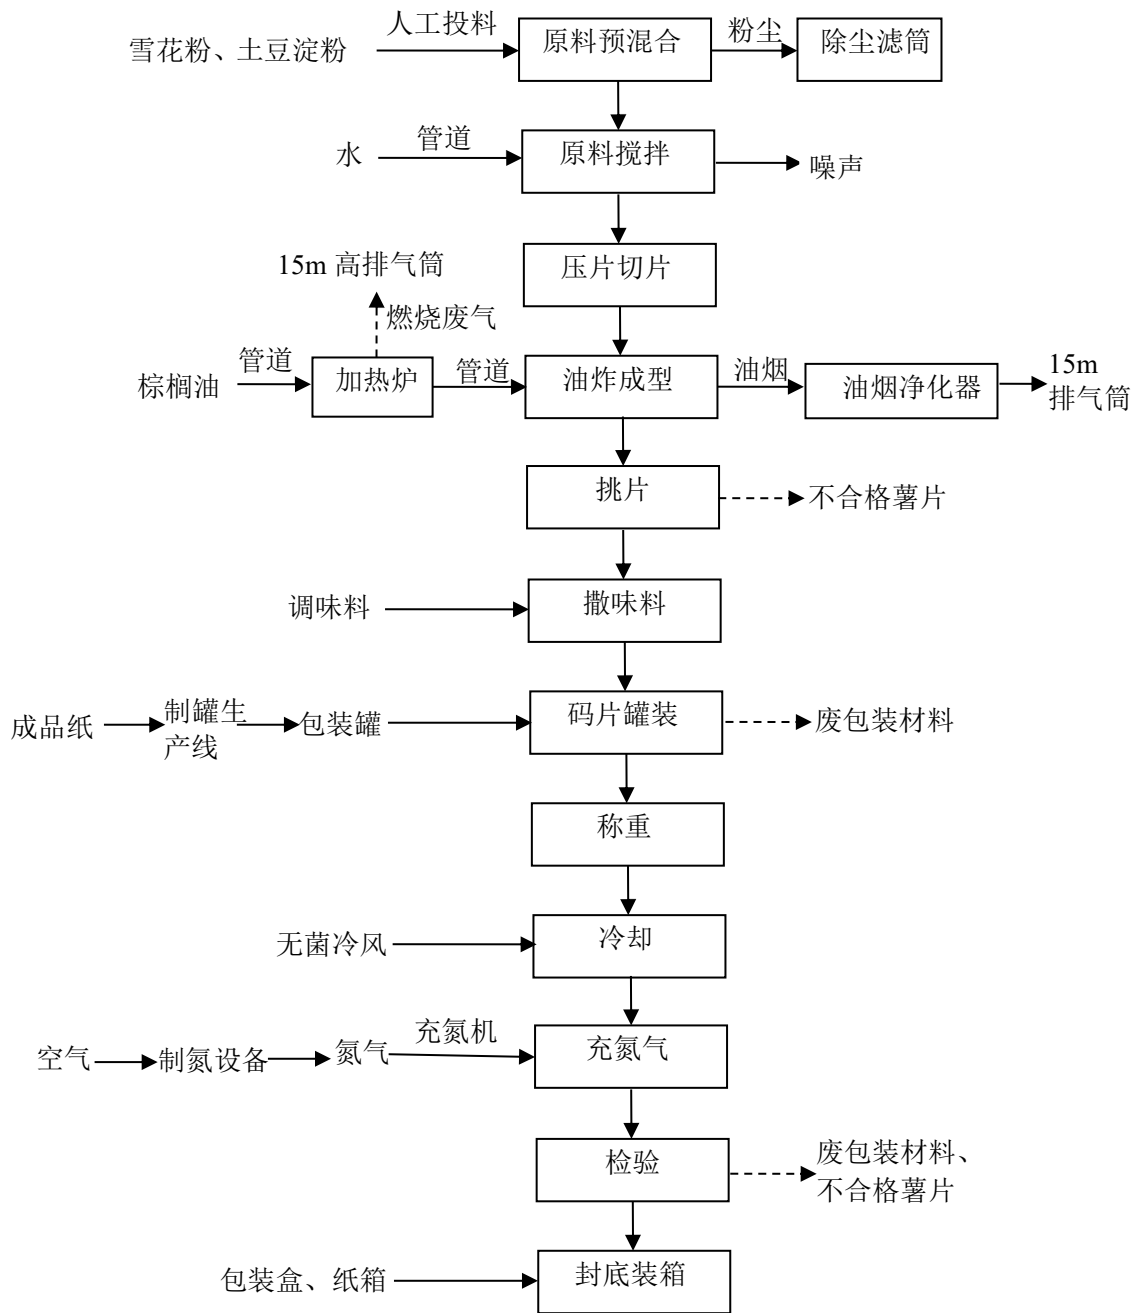 人工投料
雪花粉、土豆淀粉
原料预混合
粉尘
除尘滤筒
水
管道
原料搅拌
噪声
压片切片
15m 高排气筒
燃烧废气
棕榈油
管道
加热炉
管道
油炸成型
油烟
油烟净化器
15m
排气筒
挑片
不合格薯片
调味料
撒味料
成品纸
制罐生
产线
包装罐
码片罐装
废包装材料
称重
无菌冷风
冷却
空气
制氮设备
氮气
充氮机
充氮气
检验
废包装材料、
不合格薯片
包装盒、纸箱
封底装箱